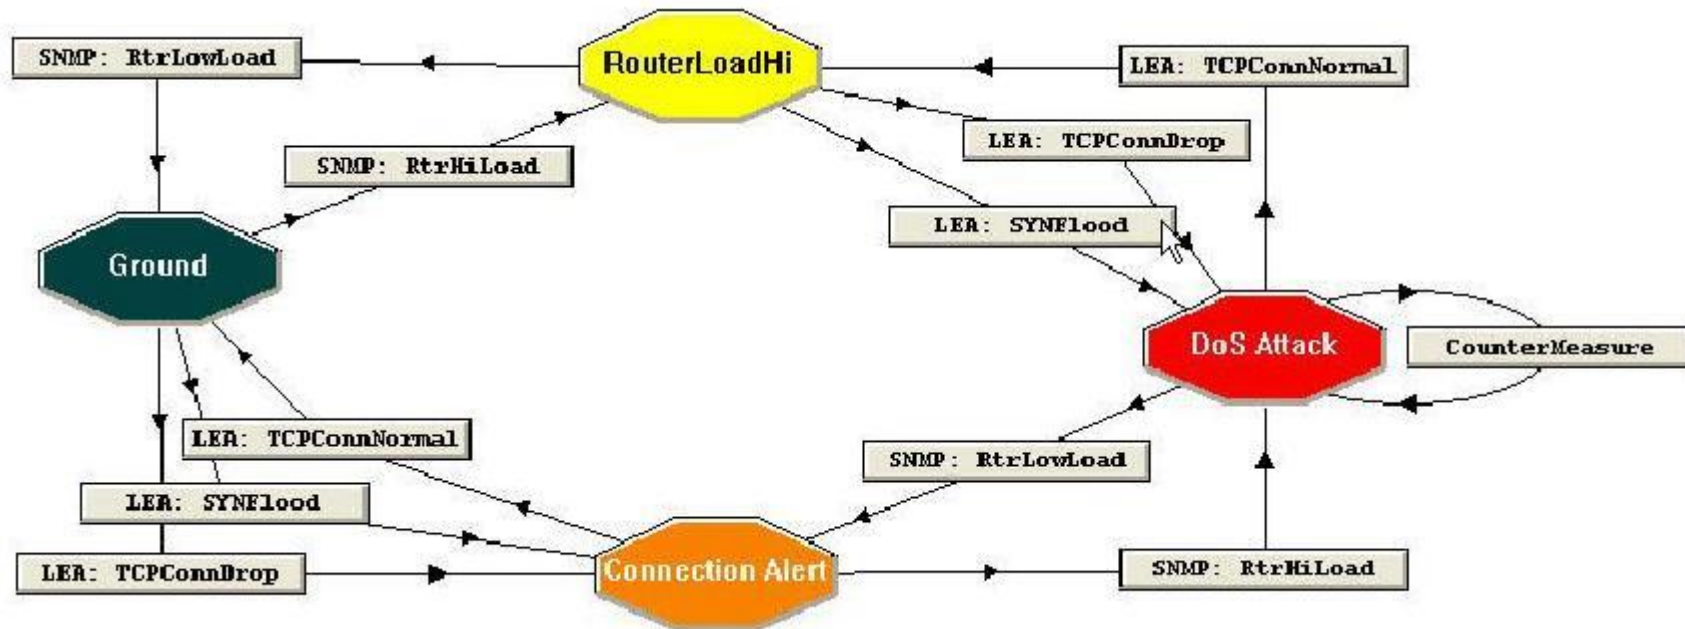 SNMP: RtrLowLoad
RouterLoadHi
LEA: TCPConnNormal
SNMP: RtrHiLoad
LEA: TCPConnDrop
LEA: SYNFlood
Ground
DoS Attack
CounterMeasure
LEA: TCPConnNormal
SNMP: RtrLowLoad
LEA: SYNFlood
LEA: TCPConnDrop
Connection Alert
SNMP: RtrHiLoad